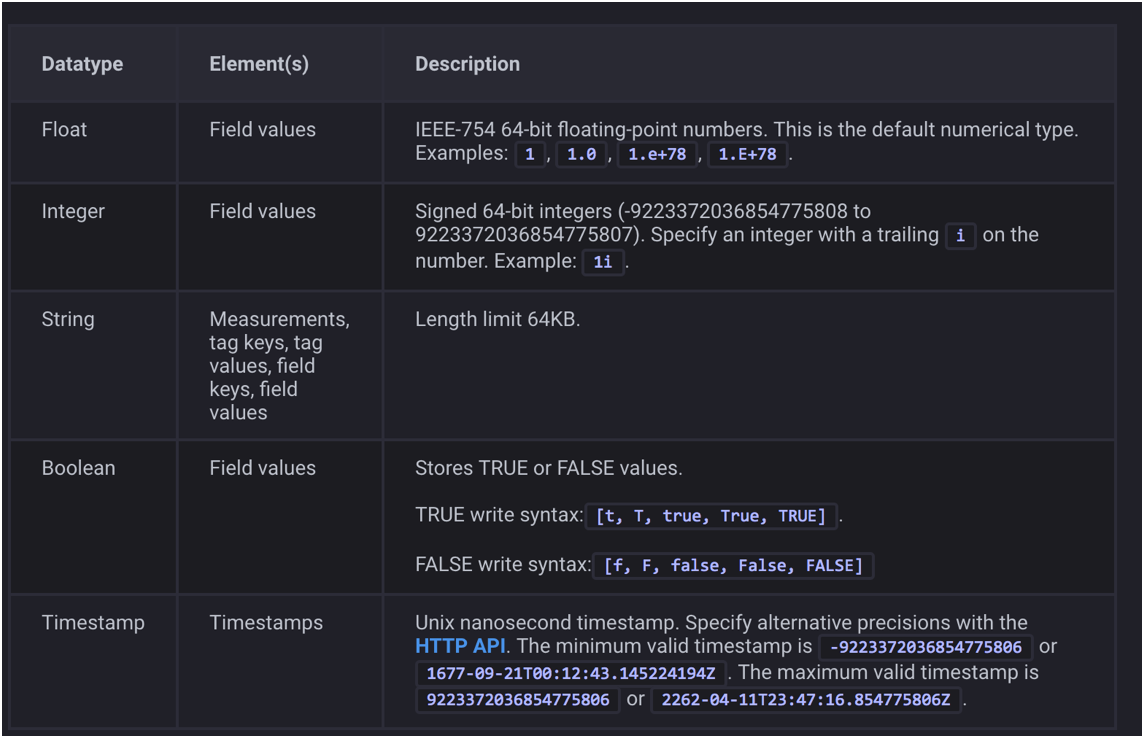 Datatype Element(s) Description
Float Field values IEEE-754 64-bit floating-point numbers. This is the default numerical type.
Examples: 1 , 1.0 , 1.e+78 , 1.E+78 .
Integer Field values Signed 64-bit integers (-9223372036854775808 to
9223372036854775807). Specify an integer with a trailing i on the
number. Example: 1i .
String Measurements, Length limit 64KB.
tag keys, tag
values, field
keys, field
values
Boolean Field values Stores TRUE or FALSE values.
TRUE write syntax: [t, T, true, True, TRUE] .
FALSE write syntax: [f, F, false, False, FALSE]
Timestamp Timestamps Unix nanosecond timestamp. Specify alternative precisions with the
HTTP API. The minimum valid timestamp is -9223372036854775806 or
1677-09-21T00:12:43.145224194Z . The maximum valid timestamp is
9223372036854775806 or 2262-04-11T23:47:16.854775806Z .